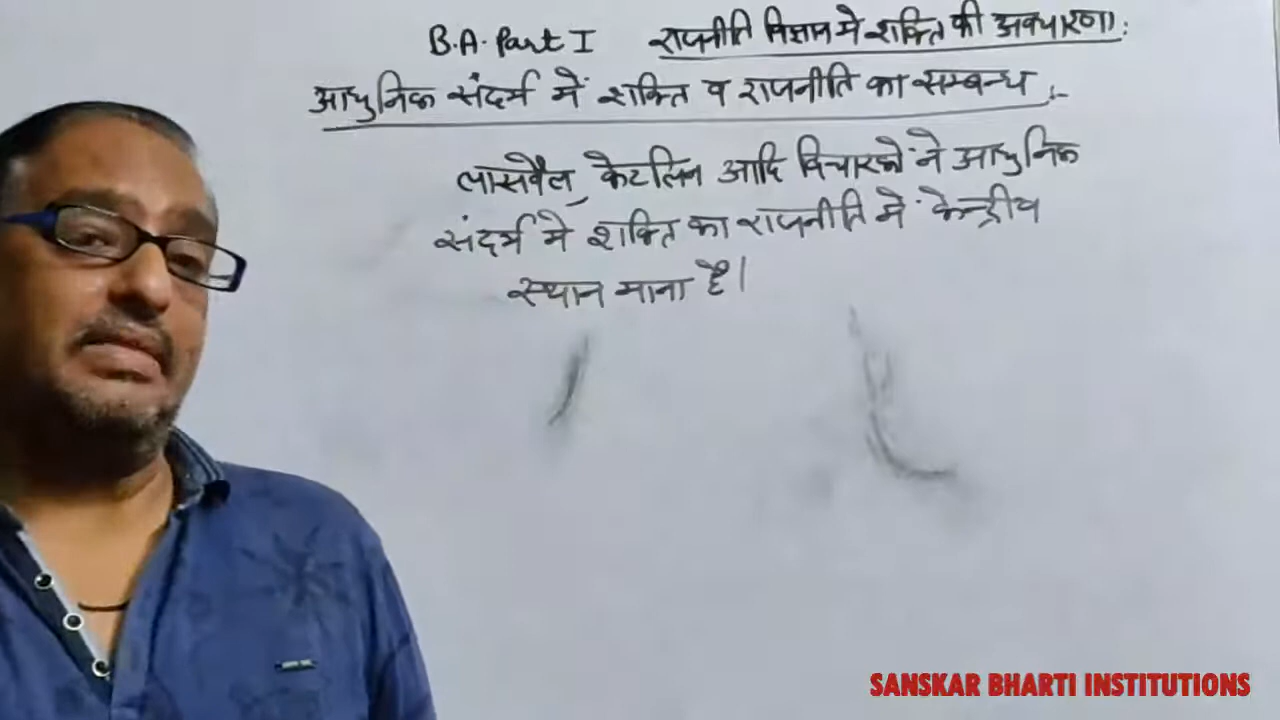 B.A. Part I राजनीति विज्ञान में शक्ति की अवधारणा :
आधुनिक संदर्भ में शक्ति व राजनीति का सम्बन्ध :-
लासवैल, केटलिन आदि विचारको ने आधुनिक
संदर्भ में शक्ति का राजनीति में केन्द्रीय
स्थान माना है।
SANSKAR BHARTI INSTITUTIONS